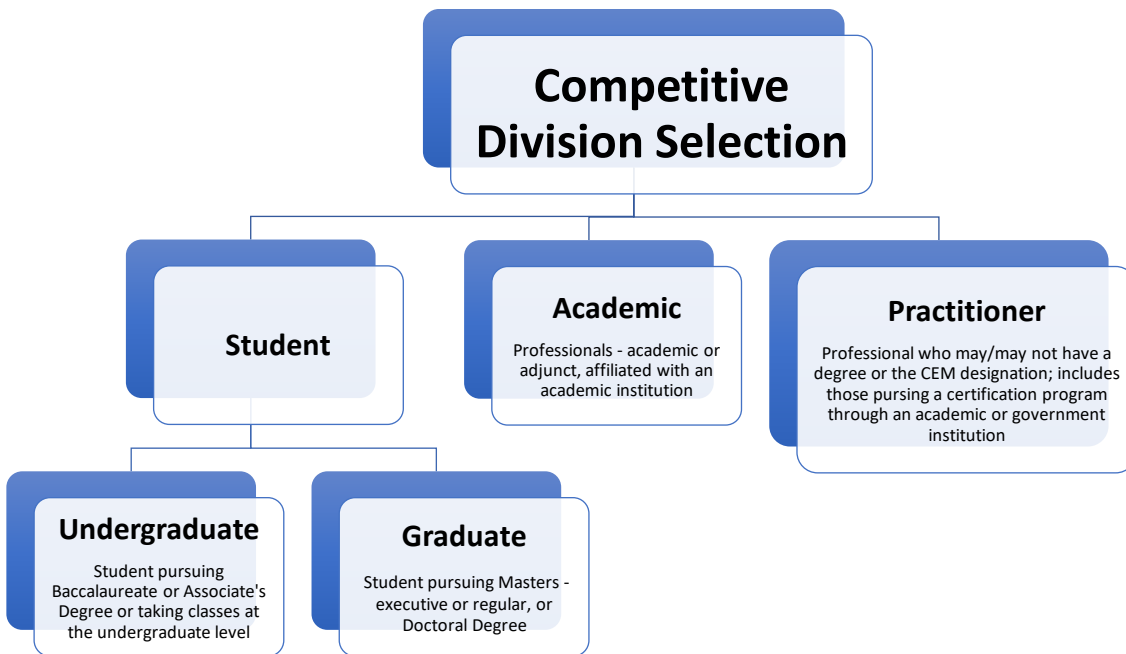 Competitive
Division Selection
Student
Academic
Professionals - academic or
adjunct, affiliated with an
academic institution
Practitioner
Professional who may/may not have a
degree or the CEM designation; includes
those pursing a certification program
through an academic or government
institution
Undergraduate
Student pursuing
Baccalaureate or Associate's
Degree or taking classes at
the undergraduate level
Graduate
Student pursuing Masters -
executive or regular, or
Doctoral Degree